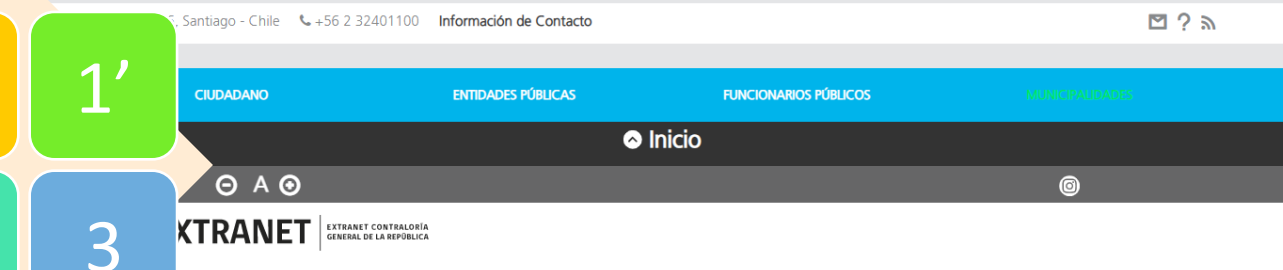 Santiago - Chile +56 2 32401100 Información de Contacto
1’
CIUDADANO ENTIDADES PÚBLICAS FUNCIONARIOS PÚBLICOS MUNICIPALIDADES
Inicio
A
XTRANET EXTRANET CONTRALORÍA
GENERAL DE LA REPÚBLICA
3